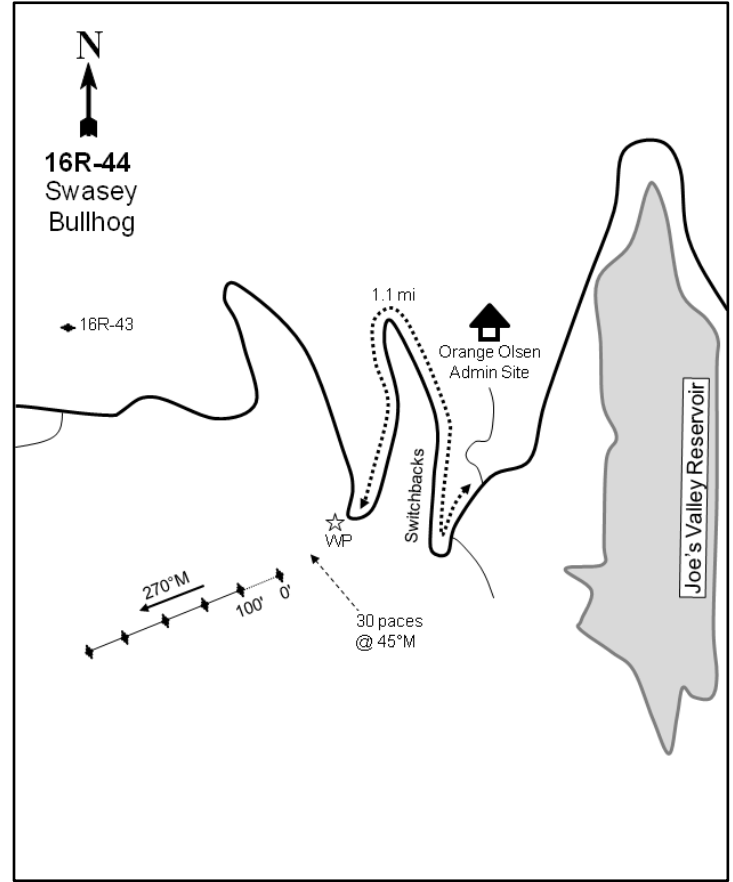 N
16R-44
Swasey
Bullhog
1.1 mi
16R-43
Orange Olsen
Admin Site
Switchbacks
Joe's Valley Reservoir
WP
270°M
100'
0'
30 paces
@ 45°M